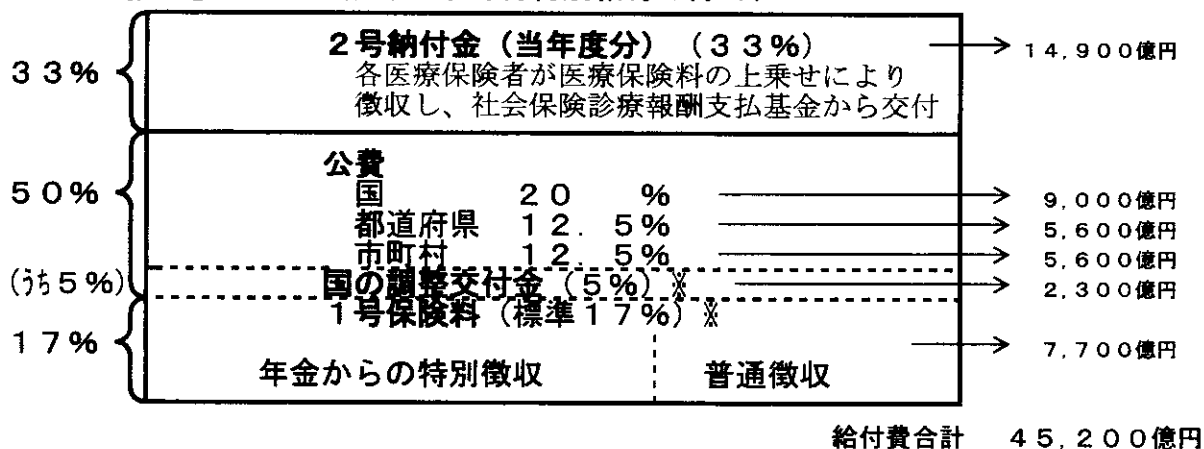 33%
2号納付金(当年度分)(33%)
各医療保険者が医療保険料の上乗せにより
徴収し、社会保険診療報酬支払基金から交付
14,900億円
50%
公費
国 20 %
9,000億円
都道府県 12.5%
5,600億円
市町村 12.5%
5,600億円
(うち5%)
国の調整交付金(5%)※
2,300億円
17%
1号保険料(標準17%)※
7,700億円
年金からの特別徴収 普通徴収
給付費合計 45,200億円